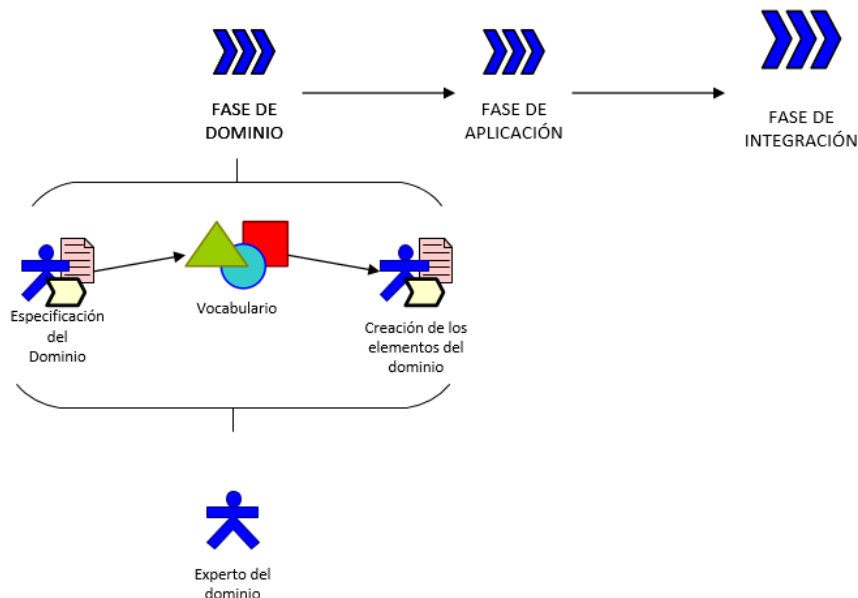 FASE DE
DOMINIO
FASE DE
APLICACIÓN
FASE DE
INTEGRACIÓN
Especificación
del
Dominio
Vocabulario
Creación de los
elementos del
dominio
Experto del
dominio